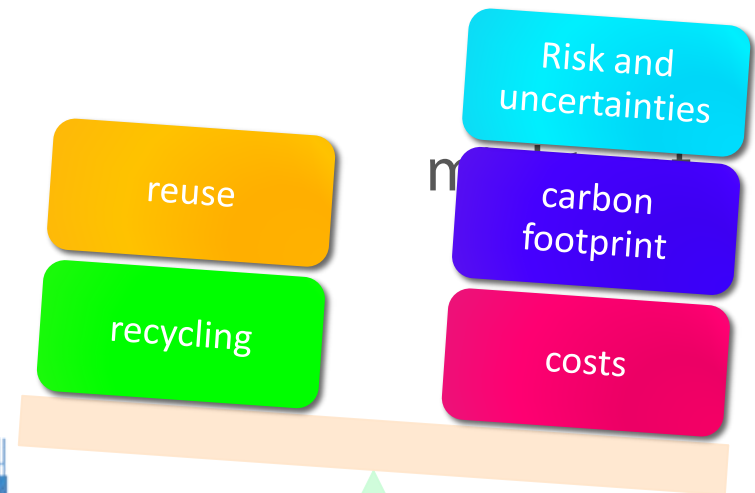 reuse
recycling
Risk and
uncertainties
carbon
footprint
costs